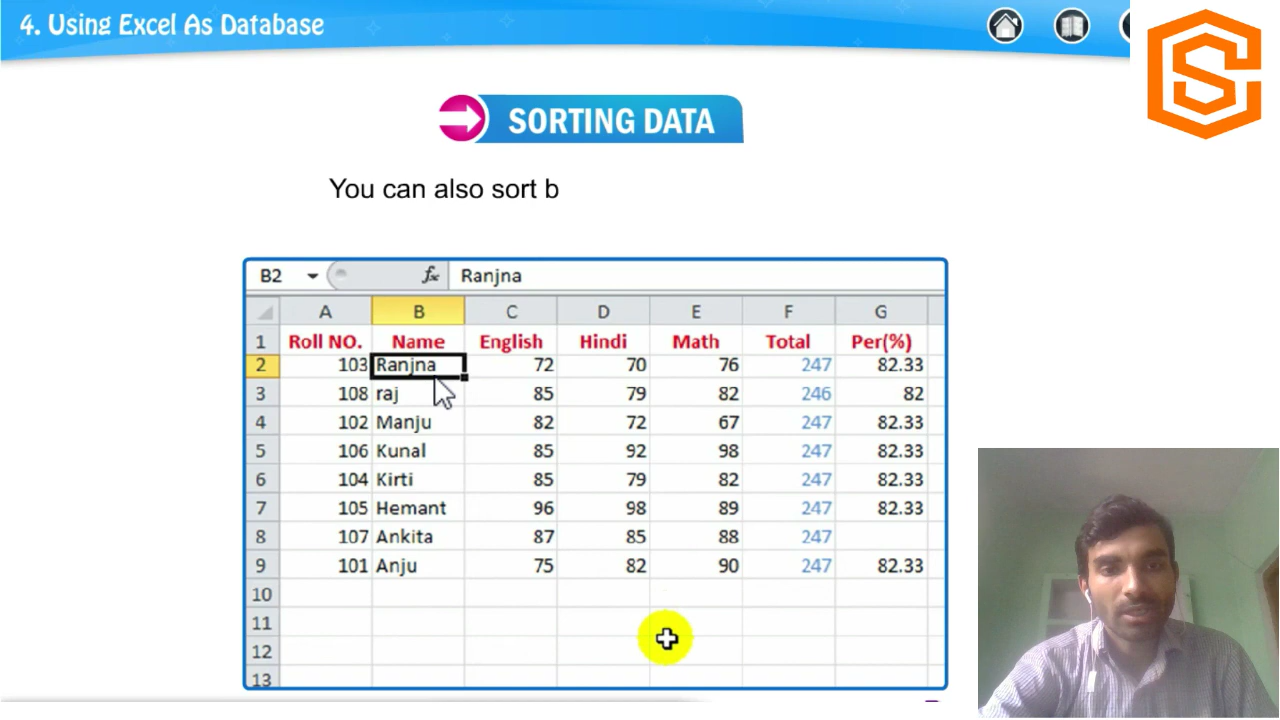 4. Using Excel As Database
SORTING DATA
You can also sort b
B2 fx Ranjna
A B C D E F G
1 Roll NO. Name English Hindi Math Total Per(%)
2 103 Ranjna 72 70 76 247 82.33
3 108 raj 85 79 82 246 82
4 102 Manju 82 72 67 247 82.33
5 106 Kunal 85 92 98 247 82.33
6 104 Kirti 85 79 82 247 82.33
7 105 Hemant 96 98 89 247 82.33
8 107 Ankita 87 85 88 247
9 101 Anju 75 82 90 247 82.33
10
11
12
13